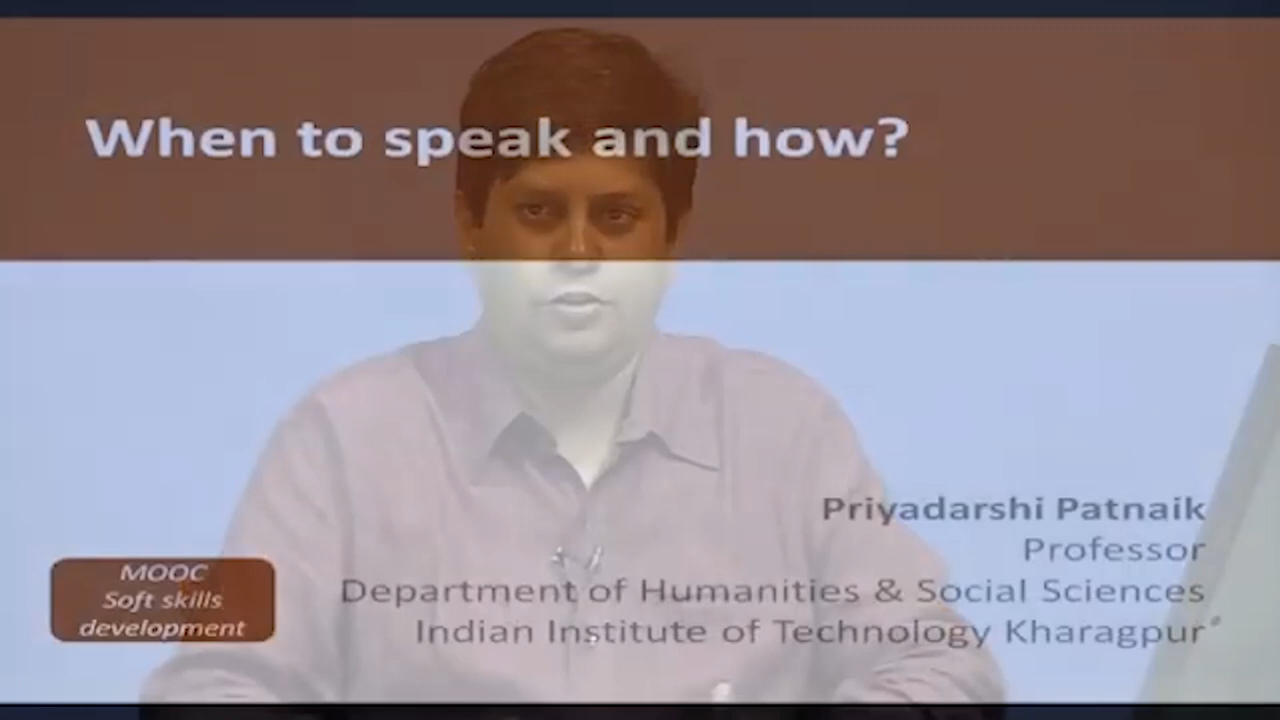 When to speak and how?
Priyadarshi Patnaik
Professor
Department of Humanities & Social Sciences
Indian Institute of Technology Kharagpur
MOOC
Soft skills
development